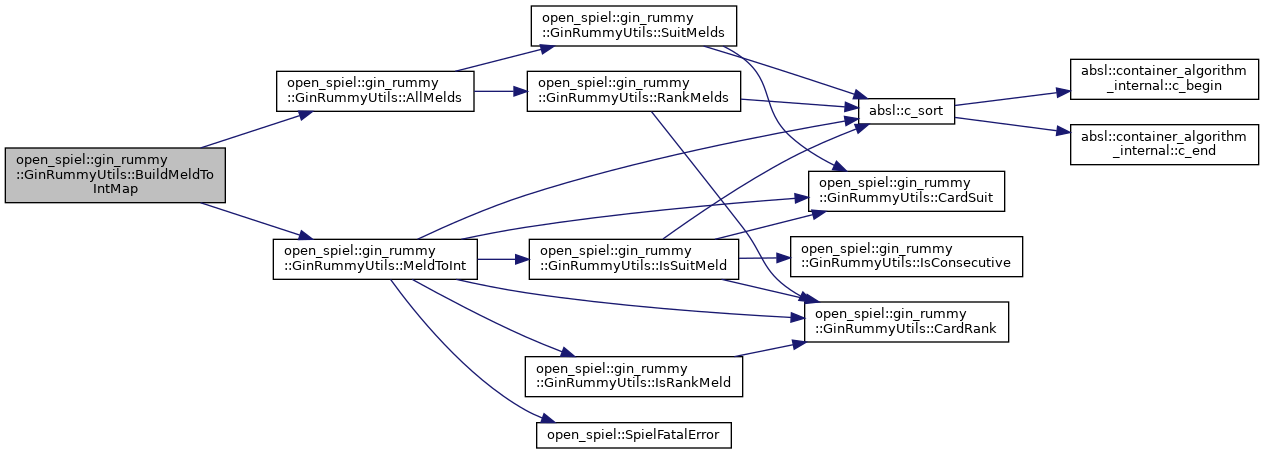 open_spiel::gin_rummy
::GinRummyUtils::BuildMeldTo
IntMap
open_spiel::gin_rummy
::GinRummyUtils::AllMelds
open_spiel::gin_rummy
::GinRummyUtils::MeldToInt
open_spiel::gin_rummy
::GinRummyUtils::SuitMelds
open_spiel::gin_rummy
::GinRummyUtils::RankMelds
open_spiel::gin_rummy
::GinRummyUtils::IsSuitMeld
open_spiel::gin_rummy
::GinRummyUtils::IsRankMeld
open_spiel::SpielFatalError
absl::c_sort
open_spiel::gin_rummy
::GinRummyUtils::CardSuit
open_spiel::gin_rummy
::GinRummyUtils::IsConsecutive
open_spiel::gin_rummy
::GinRummyUtils::CardRank
absl::container_algorithm
_internal::c_begin
absl::container_algorithm
_internal::c_end